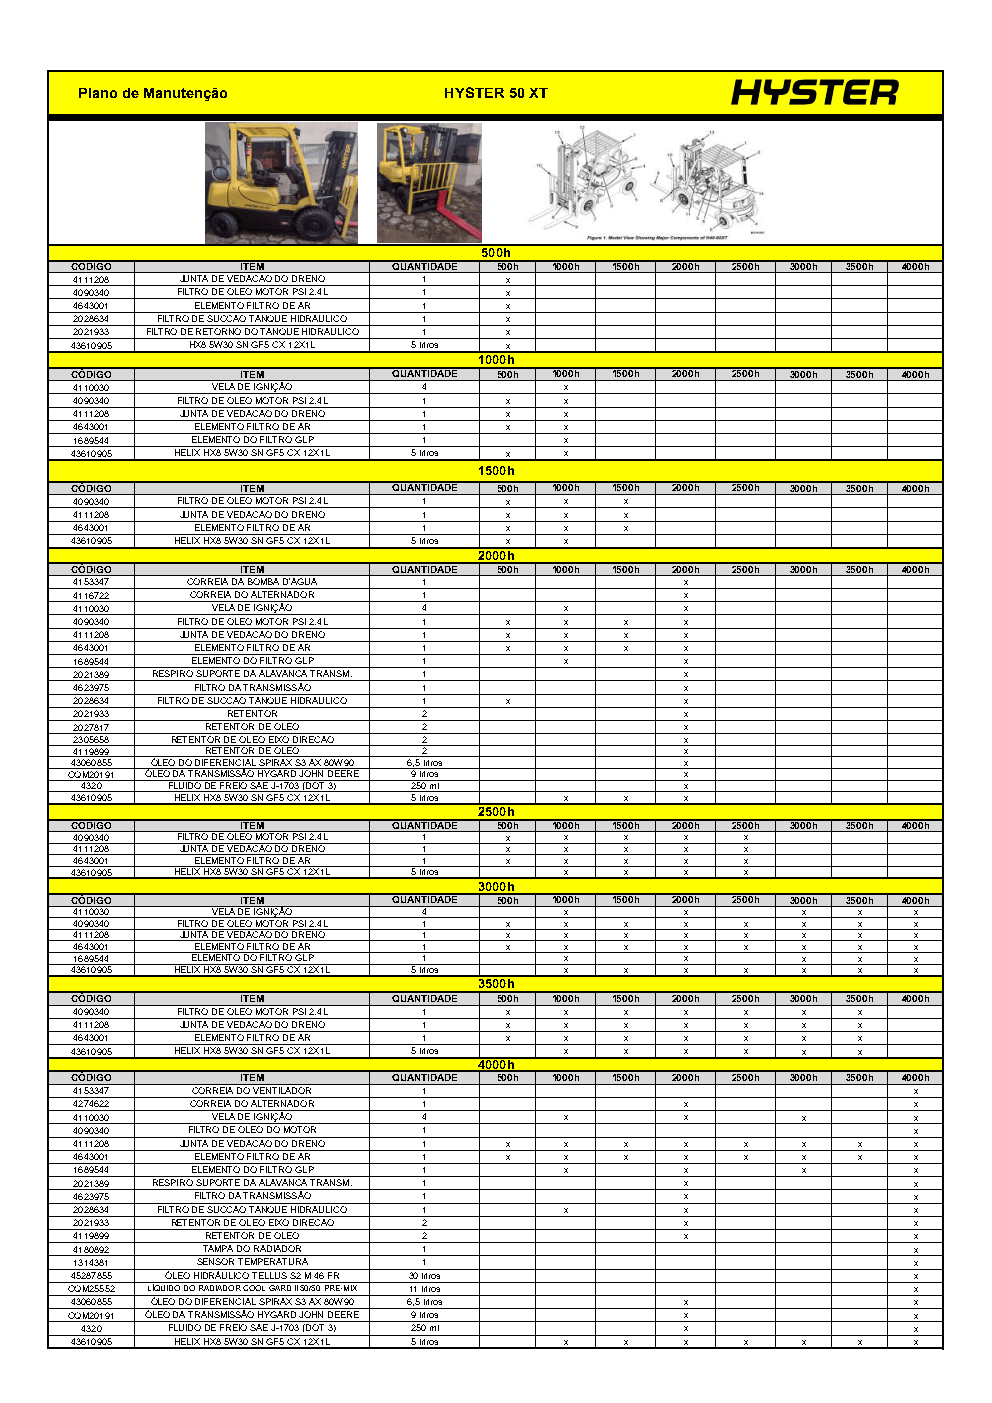 Plano de Manutenção HYSTER 50 XT HYSTER
Figure 1. Model View Showing Major Components of H40-60XT
500h
CÓDIGO ITEM QUANTIDADE 500h 1000h 1500h 2000h 2500h 3000h 3500h 4000h
4111208 JUNTA DE VEDACAO DO DRENO 1 x
4090340 FILTRO DE OLEO MOTOR PSI 2.4L 1 x
4643001 ELEMENTO FILTRO DE AR 1 x
2028634 FILTRO DE SUCCAO TANQUE HIDRAULICO 1 x
2021933 FILTRO DE RETORNO DO TANQUE HIDRAULICO 1 x
43610905 HX8 5W30 SN GF5 CX 12X1L 5 litros x
1000h
CÓDIGO ITEM QUANTIDADE 500h 1000h 1500h 2000h 2500h 3000h 3500h 4000h
4110030 VELA DE IGNIÇÃO 4 x
4090340 FILTRO DE OLEO MOTOR PSI 2.4L 1 x x
4111208 JUNTA DE VEDACAO DO DRENO 1 x x
4643001 ELEMENTO FILTRO DE AR 1 x x
1689544 ELEMENTO DO FILTRO GLP 1 x
43610905 HELIX HX8 5W30 SN GF5 CX 12X1L 5 litros x x
1500h
CÓDIGO ITEM QUANTIDADE 500h 1000h 1500h 2000h 2500h 3000h 3500h 4000h
4090340 FILTRO DE OLEO MOTOR PSI 2.4L 1 x x x
4111208 JUNTA DE VEDACAO DO DRENO 1 x x x
4643001 ELEMENTO FILTRO DE AR 1 x x x
43610905 HELIX HX8 5W30 SN GF5 CX 12X1L 5 litros x x
2000h
CÓDIGO ITEM QUANTIDADE 500h 1000h 1500h 2000h 2500h 3000h 3500h 4000h
4153347 CORREIA DA BOMBA D'AGUA 1 x
4116722 CORREIA DO ALTERNADOR 1 x
4110030 VELA DE IGNIÇÃO 4 x x
4090340 FILTRO DE OLEO MOTOR PSI 2.4L 1 x x x x
4111208 JUNTA DE VEDACAO DO DRENO 1 x x x x
4643001 ELEMENTO FILTRO DE AR 1 x x x x
1689544 ELEMENTO DO FILTRO GLP 1 x x
2021389 RESPIRO SUPORTE DA ALAVANCA TRANSM. 1 x
4623975 FILTRO DA TRANSMISSÃO 1 x
2028634 FILTRO DE SUCCAO TANQUE HIDRAULICO 1 x x
2021933 RETENTOR 2 x
2027817 RETENTOR DE OLEO 2 x
2305658 RETENTOR DE OLEO EIXO DIRECAO 2 x
4119899 RETENTOR DE OLEO 2 x
43060855 ÓLEO DO DIFERENCIAL SPIRAX S3 AX 80W90 6,5 litros x
CQM20191 ÓLEO DA TRANSMISSÃO HYGARD JOHN DEERE 9 litros x
4320 FLUIDO DE FREIO SAE J-1703 (DOT 3) 250 ml x
43610905 HELIX HX8 5W30 SN GF5 CX 12X1L 5 litros x x x
2500h
CÓDIGO ITEM QUANTIDADE 500h 1000h 1500h 2000h 2500h 3000h 3500h 4000h
4090340 FILTRO DE OLEO MOTOR PSI 2.4L 1 x x x x x
4111208 JUNTA DE VEDACAO DO DRENO 1 x x x x x
4643001 ELEMENTO FILTRO DE AR 1 x x x x x
43610905 HELIX HX8 5W30 SN GF5 CX 12X1L 5 litros x x x x
3000h
CÓDIGO ITEM QUANTIDADE 500h 1000h 1500h 2000h 2500h 3000h 3500h 4000h
4110030 VELA DE IGNIÇÃO 4 x x x x x
4090340 FILTRO DE OLEO MOTOR PSI 2.4L 1 x x x x x x x x
4111208 JUNTA DE VEDACAO DO DRENO 1 x x x x x x x x
4643001 ELEMENTO FILTRO DE AR 1 x x x x x x x x
1689544 ELEMENTO DO FILTRO GLP 1 x x x x x
43610905 HELIX HX8 5W30 SN GF5 CX 12X1L 5 litros x x x x x x x
3500h
CÓDIGO ITEM QUANTIDADE 500h 1000h 1500h 2000h 2500h 3000h 3500h 4000h
4090340 FILTRO DE OLEO MOTOR PSI 2.4L 1 x x x x x x x
4111208 JUNTA DE VEDACAO DO DRENO 1 x x x x x x x
4643001 ELEMENTO FILTRO DE AR 1 x x x x x x x
43610905 HELIX HX8 5W30 SN GF5 CX 12X1L 5 litros x x x x x x
4000h
CÓDIGO ITEM QUANTIDADE 500h 1000h 1500h 2000h 2500h 3000h 3500h 4000h
4153347 CORREIA DO VENTILADOR 1 x
4274622 CORREIA DO ALTERNADOR 1 x x
4110030 VELA DE IGNIÇÃO 4 x x x x
4090340 FILTRO DE OLEO DO MOTOR 1 x
4111208 JUNTA DE VEDACAO DO DRENO 1 x x x x x x x x
4643001 ELEMENTO FILTRO DE AR 1 x x x x x x x x
1689544 ELEMENTO DO FILTRO GLP 1 x x x x
2021389 RESPIRO SUPORTE DA ALAVANCA TRANSM. 1 x x
4623975 FILTRO DA TRANSMISSÃO 1 x x
2028634 FILTRO DE SUCCAO TANQUE HIDRAULICO 1 x x x
2021933 RETENTOR DE OLEO EIXO DIRECAO 2 x x
4119899 RETENTOR DE OLEO 2 x x
4180892 TAMPA DO RADIADOR 1 x
1314381 SENSOR TEMPERATURA 1 x
45287855 ÓLEO HIDRÁULICO TELLUS S2 M 46 FR 30 litros x
CQM25552 LÍQUIDO DO RADIADOR COOL GARD II 50/50 PRE-MIX 11 litros x
43060855 ÓLEO DO DIFERENCIAL SPIRAX S3 AX 80W90 6,5 litros x x
CQM20191 ÓLEO DA TRANSMISSÃO HYGARD JOHN DEERE 9 litros x x
4320 FLUIDO DE FREIO SAE J-1703 (DOT 3) 250 ml x x
43610905 HELIX HX8 5W30 SN GF5 CX 12X1L 5 litros x x x x x x x